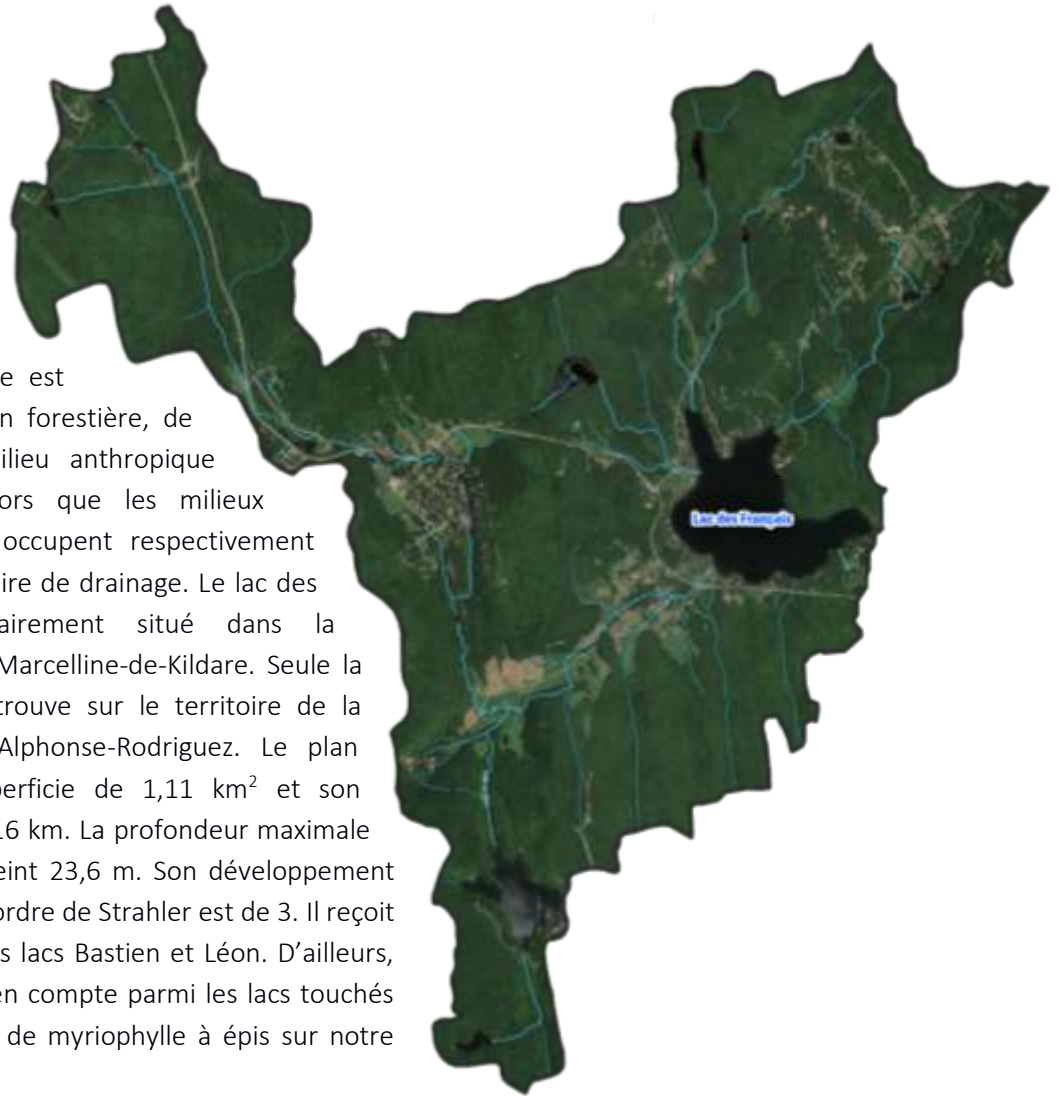 e est
n forestière, de
ilieu anthropique
ors que les milieux
occupent respectivement
ire de drainage. Le lac des
airement situé dans la
Marcelline-de-Kildare. Seule la
trouve sur le territoire de la
Alphonse-Rodriguez. Le plan
perficie de 1,11 km² et son
16 km. La profondeur maximale
eint 23,6 m. Son développement
ordre de Strahler est de 3. Il reçoit
s lacs Bastien et Léon. D’ailleurs,
en compte parmi les lacs touchés
de myriophylle à épis sur notre
Lac des Français